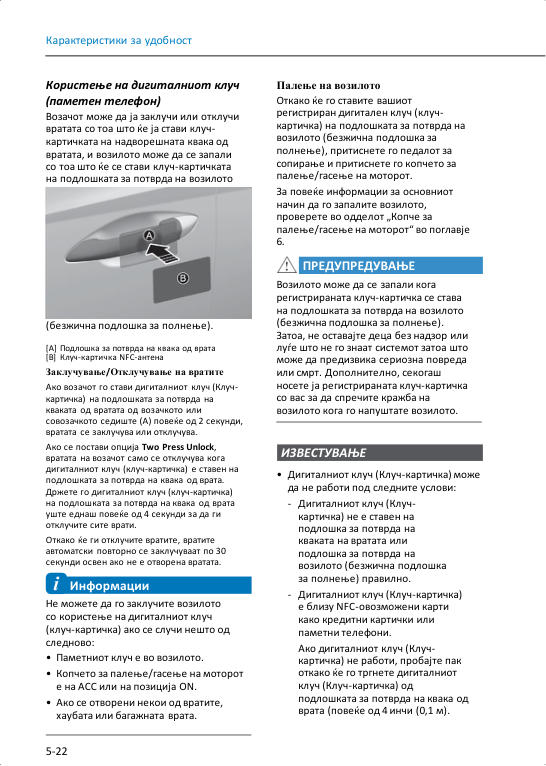 Карактеристики за удобност
Користење на дигиталниот клуч
(паметен телефон)
Возачот може да ја заклучи или отклучи
вратата со тоа што ќе ја стави клуч-
картичката на надворешната квака од
вратата, и возилото може да се запали
со тоа што ќе се стави клуч-картичката
на подлошката за потврда на возилото
A
B
(безжична подлошка за полнење).
[A] Подлошка за потврда на квака од врата
[B] Клуч-картичка NFC-антена
Заклучување/Отклучување на вратите
Ако возачот го стави дигиталниот клуч (Клуч-
картичка) на подлошката за потврда на
кваката од вратата од возачкото или
совозачкото седиште (A) повеќе од 2 секунди,
вратата се заклучува или отклучува.
Ако се постави опција Two Press Unlock,
вратата на возачот само се отклучува кога
дигиталниот клуч (клуч-картичка) е ставен на
подлошката за потврда на квака од врата.
Држете го дигиталниот клуч (клуч-картичка)
на подлошката за потврда на квака од врата
уште еднаш повеќе од 4 секунди за да ги
отклучите сите врати.
Откако ќе ги отклучите вратите, вратите
автоматски повторно се заклучуваат по 30
секунди освен ако не е отворена вратата.
i Информации
Не можете да го заклучите возилото
со користење на дигиталниот клуч
(клуч-картичка) ако се случи нешто од
следново:
• Паметниот клуч е во возилото.
• Копчето за палење/гасење на моторот
е на ACC или на позиција ON.
• Ако се отворени некои од вратите,
хаубата или багажната врата.
Палење на возилото
Откако ќе го ставите вашиот
регистриран дигитален клуч (клуч-
картичка) на подлошката за потврда на
возилото (безжична подлошка за
полнење), притиснете го педалот за
сопирање и притиснете го копчето за
палење/гасење на моторот.
За повеќе информации за основниот
начин да го запалите возилото,
проверете во одделот „Копче за
палење/гасење на моторот“ во поглавје
6.
ПРЕДУПРЕДУВАЊЕ
Возилото може да се запали кога
регистрираната клуч-картичка се става
на подлошката за потврда на возилото
(безжична подлошка за полнење).
Затоа, не оставајте деца без надзор или
луѓе што не го знаат системот затоа што
може да предизвика сериозна повреда
или смрт. Дополнително, секогаш
носете ја регистрираната клуч-картичка
со вас за да спречите кражба на
возилото кога го напуштате возилото.
ИЗВЕСТУВАЊЕ
• Дигиталниот клуч (Клуч-картичка) може
да не работи под следните услови:
- Дигиталниот клуч (Клуч-
картичка) не е ставен на
подлошка за потврда на
кваката на вратата или
подлошка за потврда на
возилото (безжична подлошка
за полнење) правилно.
- Дигиталниот клуч (Клуч-картичка)
е близу NFC-овозможени карти
како кредитни картички или
паметни телефони.
Ако дигиталниот клуч (Клуч-
картичка) не работи, пробајте пак
откако ќе го тргнете дигиталниот
клуч (Клуч-картичка) од
подлошката за потврда на квака од
врата (повеќе од 4 инчи (0,1 м).
5-22